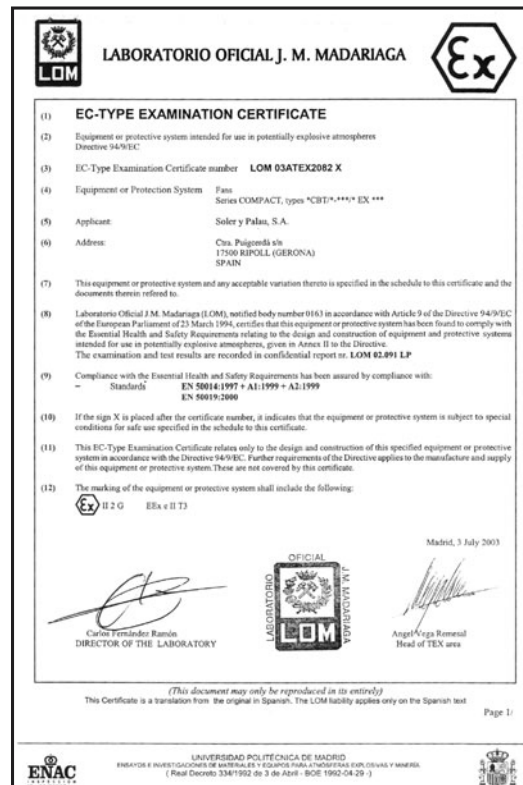 LOM
LABORATORIO OFICIAL J. M. MADARIAGA
Ex
(1) EC-TYPE EXAMINATION CERTIFICATE
(2) Equipment or protective system intended for use in potentially explosive atmospheres
Directive 94/9/EC
(3) EC-Type Examination Certificate number LOM 03ATEX2082 X
(4) Equipment or Protection System Fans
Series COMPACT, types *CBT/*-***/* EX ***
(5) Applicant: Soler y Palau, S.A.
(6) Address: Ctra. Puigcerdà s/n
17500 RIPOLL (GERONA)
SPAIN
(7) This equipment or protective system and any acceptable variation thereto is specified in the schedule to this certificate and the
documents therein refered to.
(8) Laboratorio Oficial J.M. Madariaga (LOM), notified body number 0163 in accordance with Article 9 of the Directive 94/9/EC
of the European Parliament of 23 March 1994, certifies that this equipment or protective system has been found to comply with
the Essential Health and Safety Requirements relating to the design and construction of equipment and protective systems
intended for use in potentially explosive atmospheres, given in Annex II to the Directive.
The examination and test results are recorded in confidential report nr. LOM 02.091 LP
(9) Compliance with the Essential Health and Safety Requirements has been assured by compliance with:
– Standards EN 50014:1997 + A1:1999 + A2:1999
EN 50019:2000
(10) If the sign X is placed after the certificate number, it indicates that the equipment or protective system is subject to special
conditions for safe use specified in the schedule to this certificate.
(11) This EC-Type Examination Certificate relates only to the design and construction of this specified equipment or protective
system in accordance with the Directive 94/9/EC. Further requirements of the Directive applies to the manufacture and supply
of this equipment or protective system. These are not covered by this certificate.
(12) The marking of the equipment or protective system shall include the following:
Ex II 2 G EEx e II T3
Madrid, 3 July 2003
OFICIAL
LABORATORIO
J. M. MADARIAGA
LOM
Carlos Fernández Ramón
DIRECTOR OF THE LABORATORY
Angel Vega Remesal
Head of TEX area
(This document may only be reproduced in its entirely)
This Certificate is a translation from the original in Spanish. The LOM liability applies only on the Spanish text
Page 1/
ENAC
UNIVERSIDAD POLITÉCNICA DE MADRID
ENSAYOS E INVESTIGACIONES DE MATERIALES Y EQUIPOS PARA ATMÓSFERAS EXPLOSIVAS Y MINERÍA
( Real Decreto 334/1992 de 3 de Abril - BOE 1992-04-29 -)